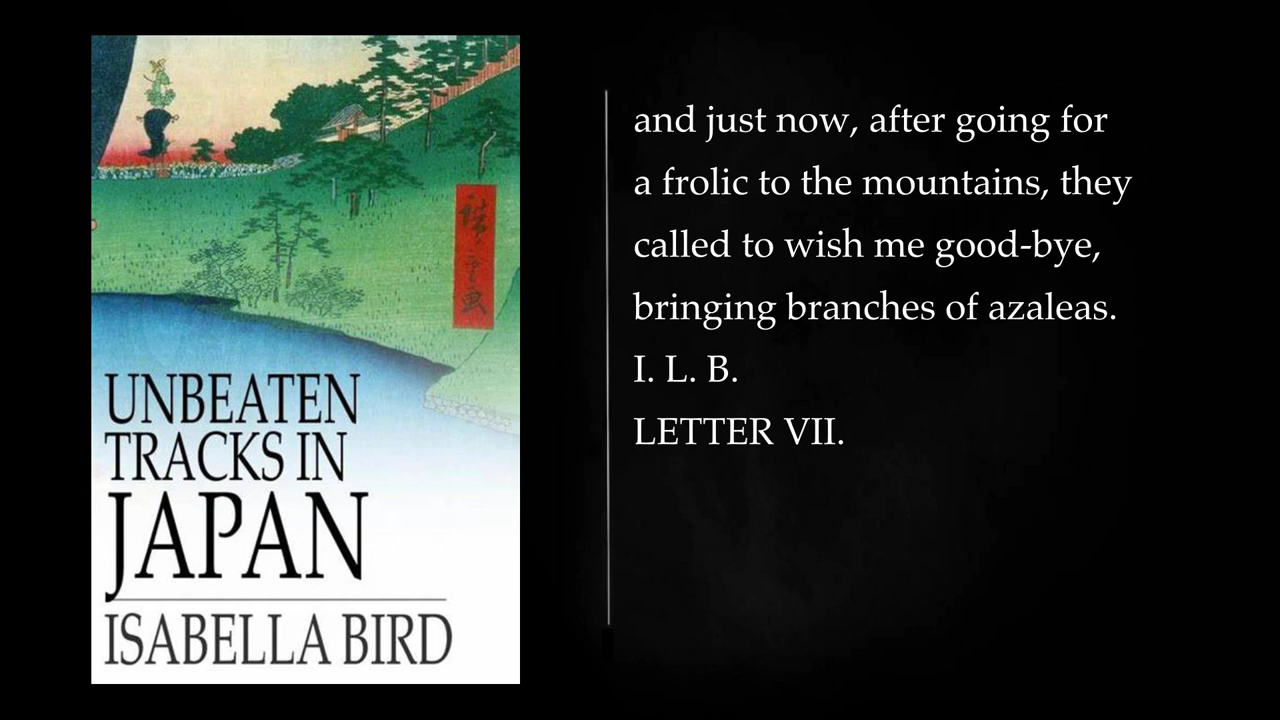 UNBEATEN
TRACKS IN
JAPAN
ISABELLA BIRD
and just now, after going for
a frolic to the mountains, they
called to wish me good-bye,
bringing branches of azaleas.
I. L. B.
LETTER VII.